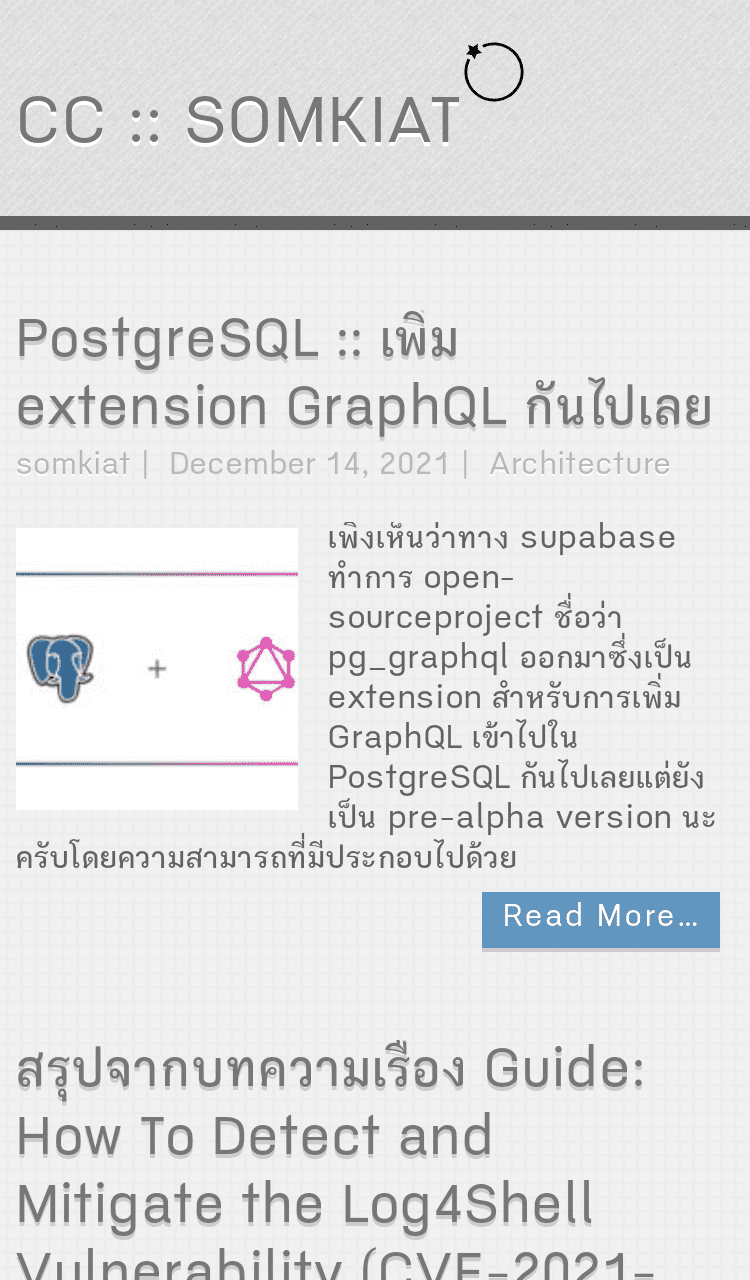 CC :: SOMKIAT
PostgreSQL :: เพิ่ม
extension GraphQL กันไปเลย
somkiat | December 14, 2021 | Architecture
เพิ่งเห็นว่าทาง supabase
ทำการ open-
sourceproject ชื่อว่า
pg_graphql ออกมาซึ่งเป็น
extension สำหรับการเพิ่ม
GraphQL เข้าไปใน
PostgreSQL กันไปเลยแต่ยัง
เป็น pre-alpha version นะ
ครับโดยความสามารถที่มีประกอบไปด้วย
Read More...
สรุปจากบทความเรื่อง Guide:
How To Detect and
Mitigate the Log4Shell
Vulnerability (CVE-2021-